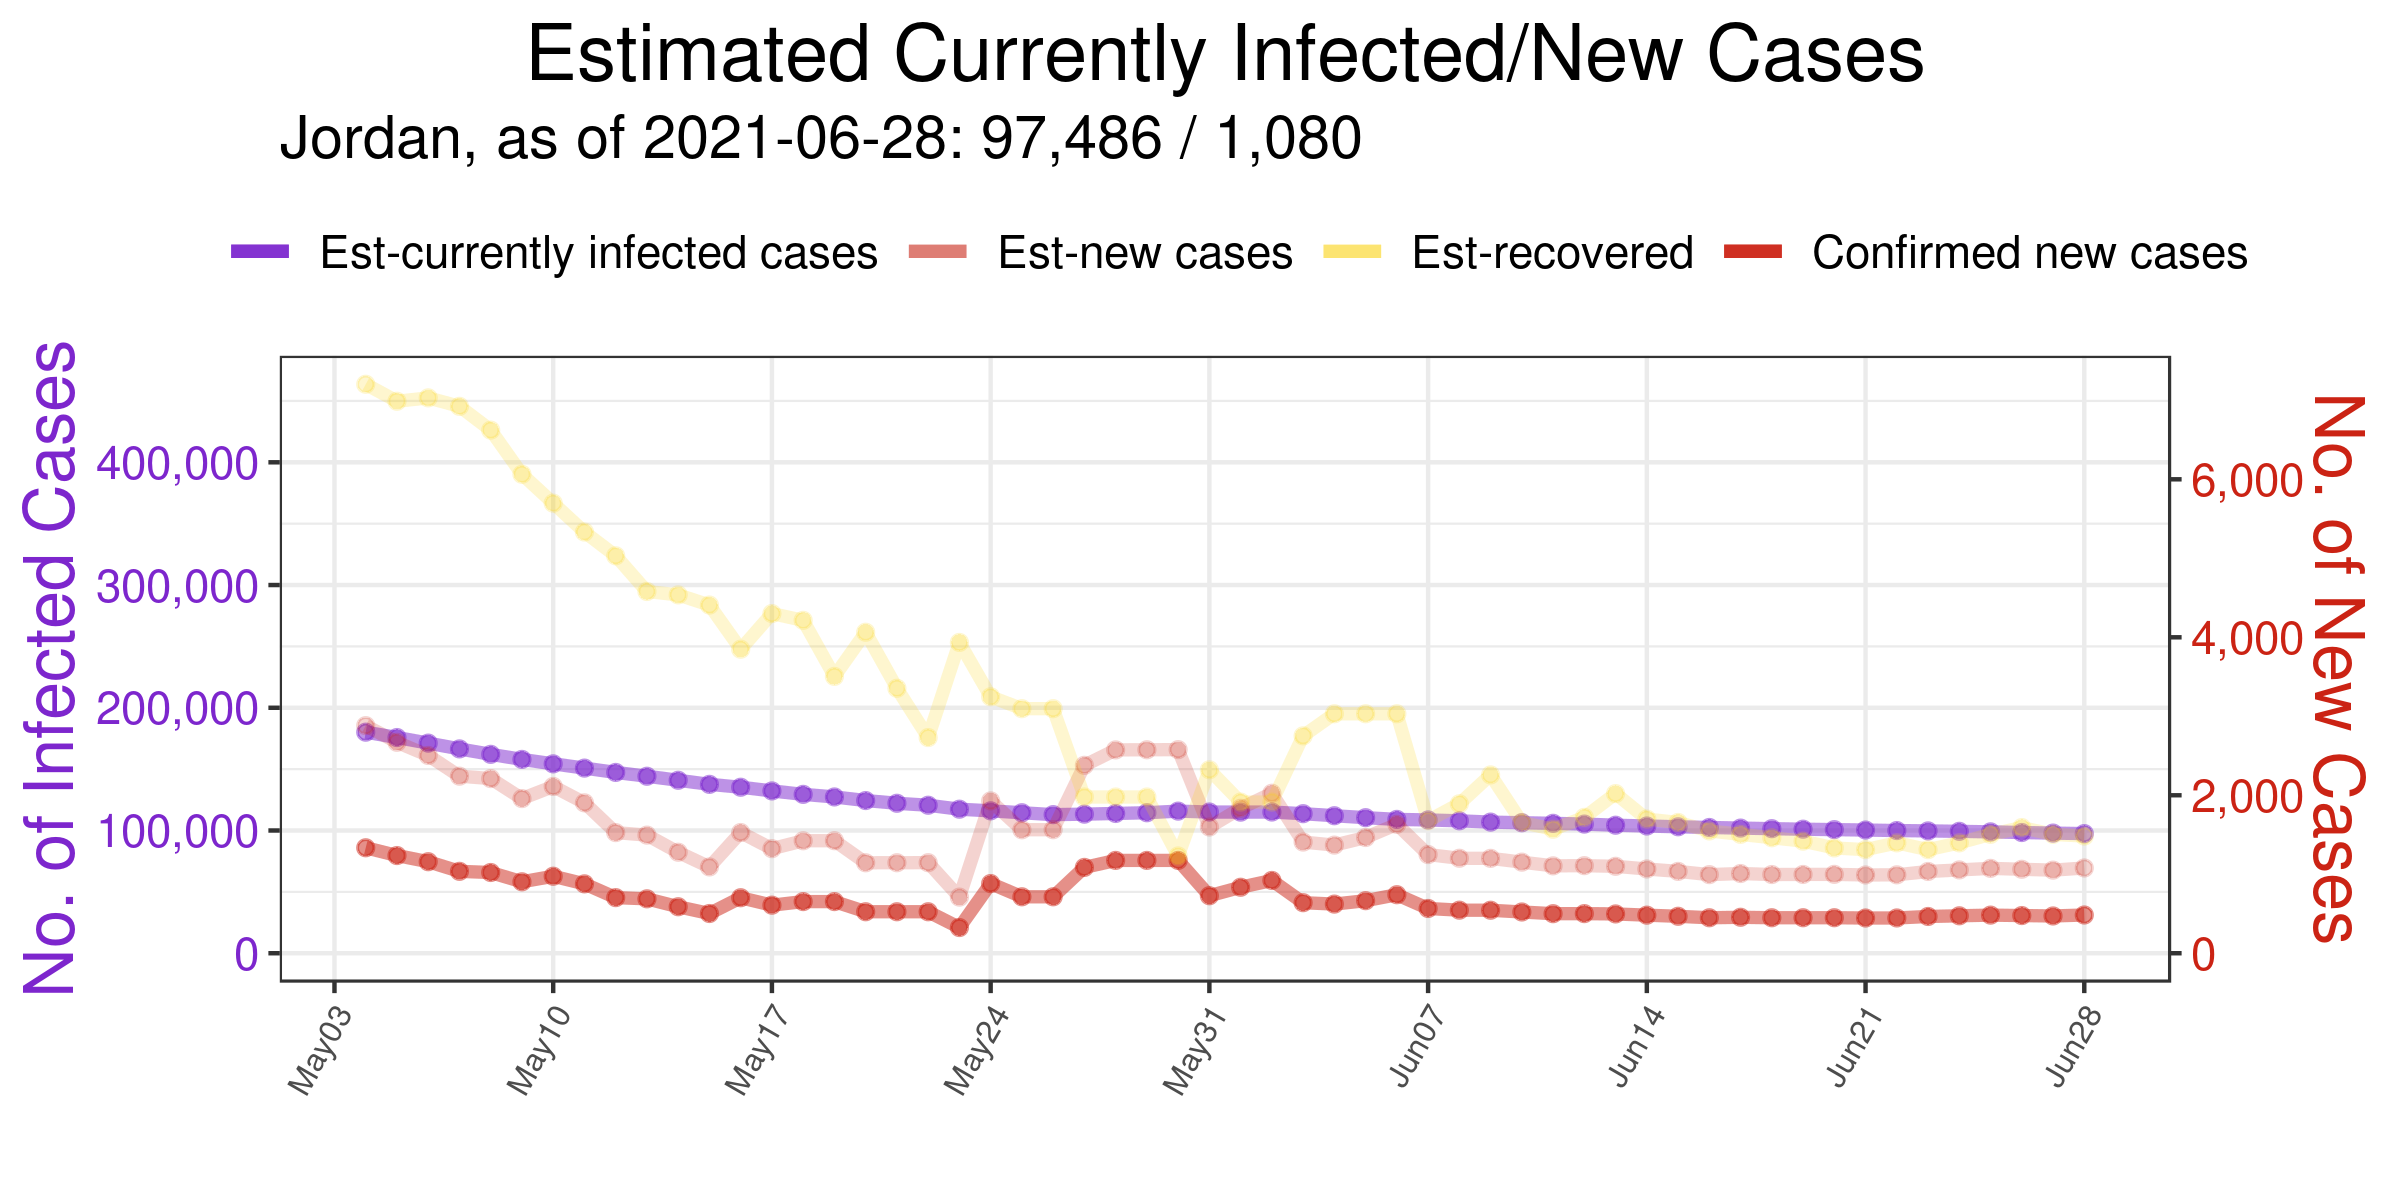 Estimated Currently Infected/New Cases
Jordan, as of 2021-06-28: 97,486 / 1,080
Est-currently infected cases Est-new cases Est-recovered Confirmed new cases
No. of Infected Cases
400,000
300,000
200,000
100,000
0
6,000
4,000
2,000
0
No. of New Cases
May03 May10 May17 May24 May31 Jun07 Jun14 Jun21 Jun28